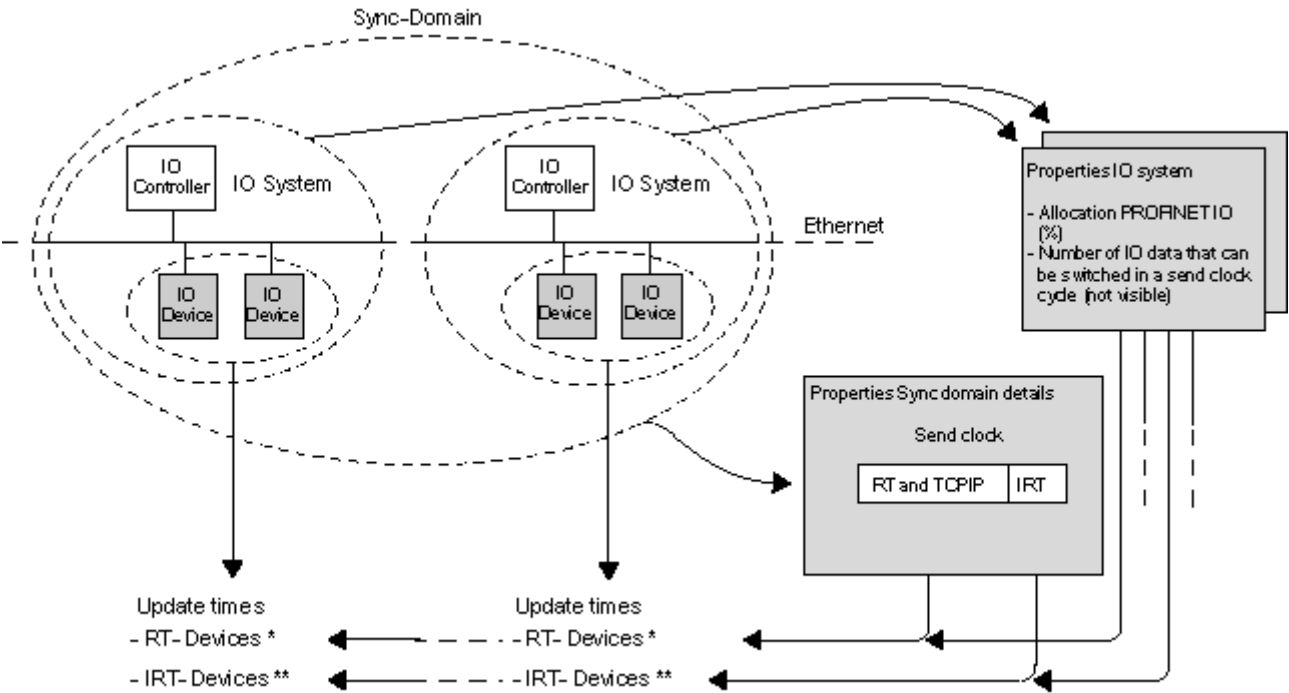 Sync-Domain
IO
Controller
IO System
IO
Controller
IO System
Ethernet
IO
Device
IO
Device
IO
Device
IO
Device
Properties IO system
- Allocation PROFINET IO
(%)
- Number of IO data that can
be switched in a send clock
cycle (not visible)
Properties Sync domain details
Send clock
RT and TCPIP
IRT
Update times
- RT- Devices *
- IRT- Devices **
Update times
- RT- Devices *
- IRT- Devices **